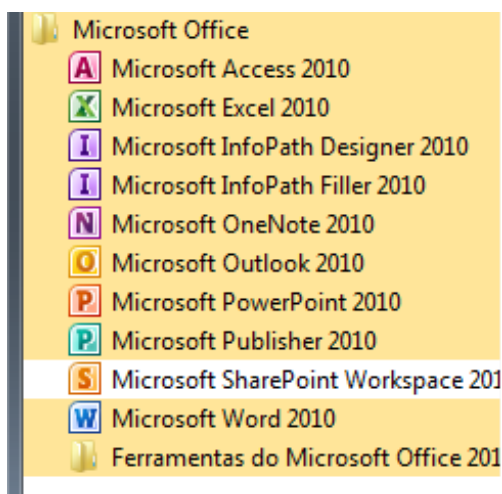 Microsoft Office
Microsoft Access 2010
Microsoft Excel 2010
Microsoft InfoPath Designer 2010
Microsoft InfoPath Filler 2010
Microsoft OneNote 2010
Microsoft Outlook 2010
Microsoft PowerPoint 2010
Microsoft Publisher 2010
Microsoft SharePoint Workspace 201
Microsoft Word 2010
Ferramentas do Microsoft Office 201